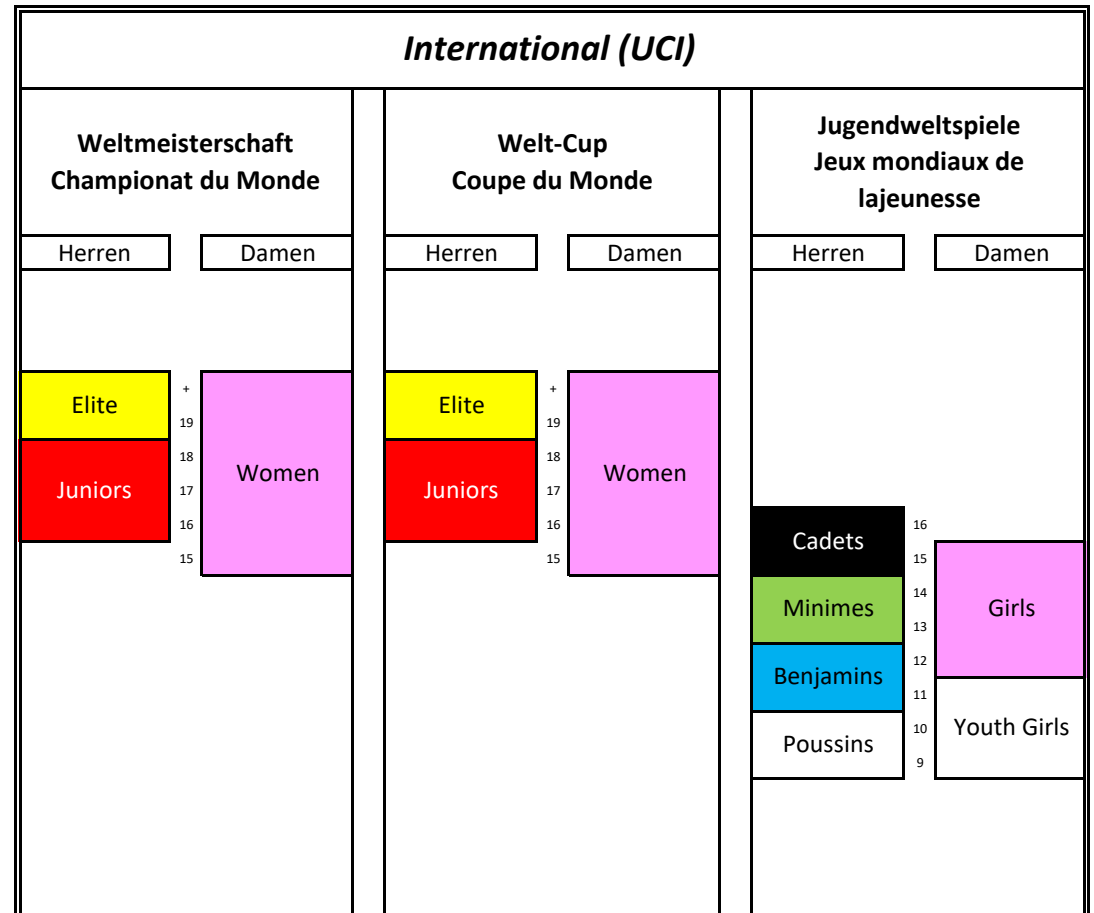 International (UCI)
Weltmeisterschaft
Championat du Monde
Welt-Cup
Coupe du Monde
Jugendweltspiele
Jeux mondiaux de
lajeunesse
Herren
Damen
Herren
Damen
Herren
Damen
Elite
+
19
Juniors
18
17
16
15
Women
Elite
+
19
Juniors
18
17
16
15
Women
Cadets
16
15
Minimes
14
13
Benjamins
12
11
Poussins
10
9
Girls
Youth Girls